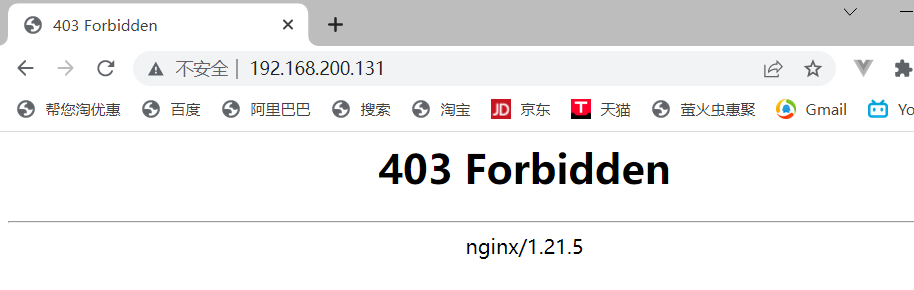 403 Forbidden
不安全 | 192.168.200.131
帮您淘优惠 百度 阿里巴巴 搜索 淘宝 JD 京东 T 天猫 萤火虫惠聚 Gmail Yo
403 Forbidden
nginx/1.21.5